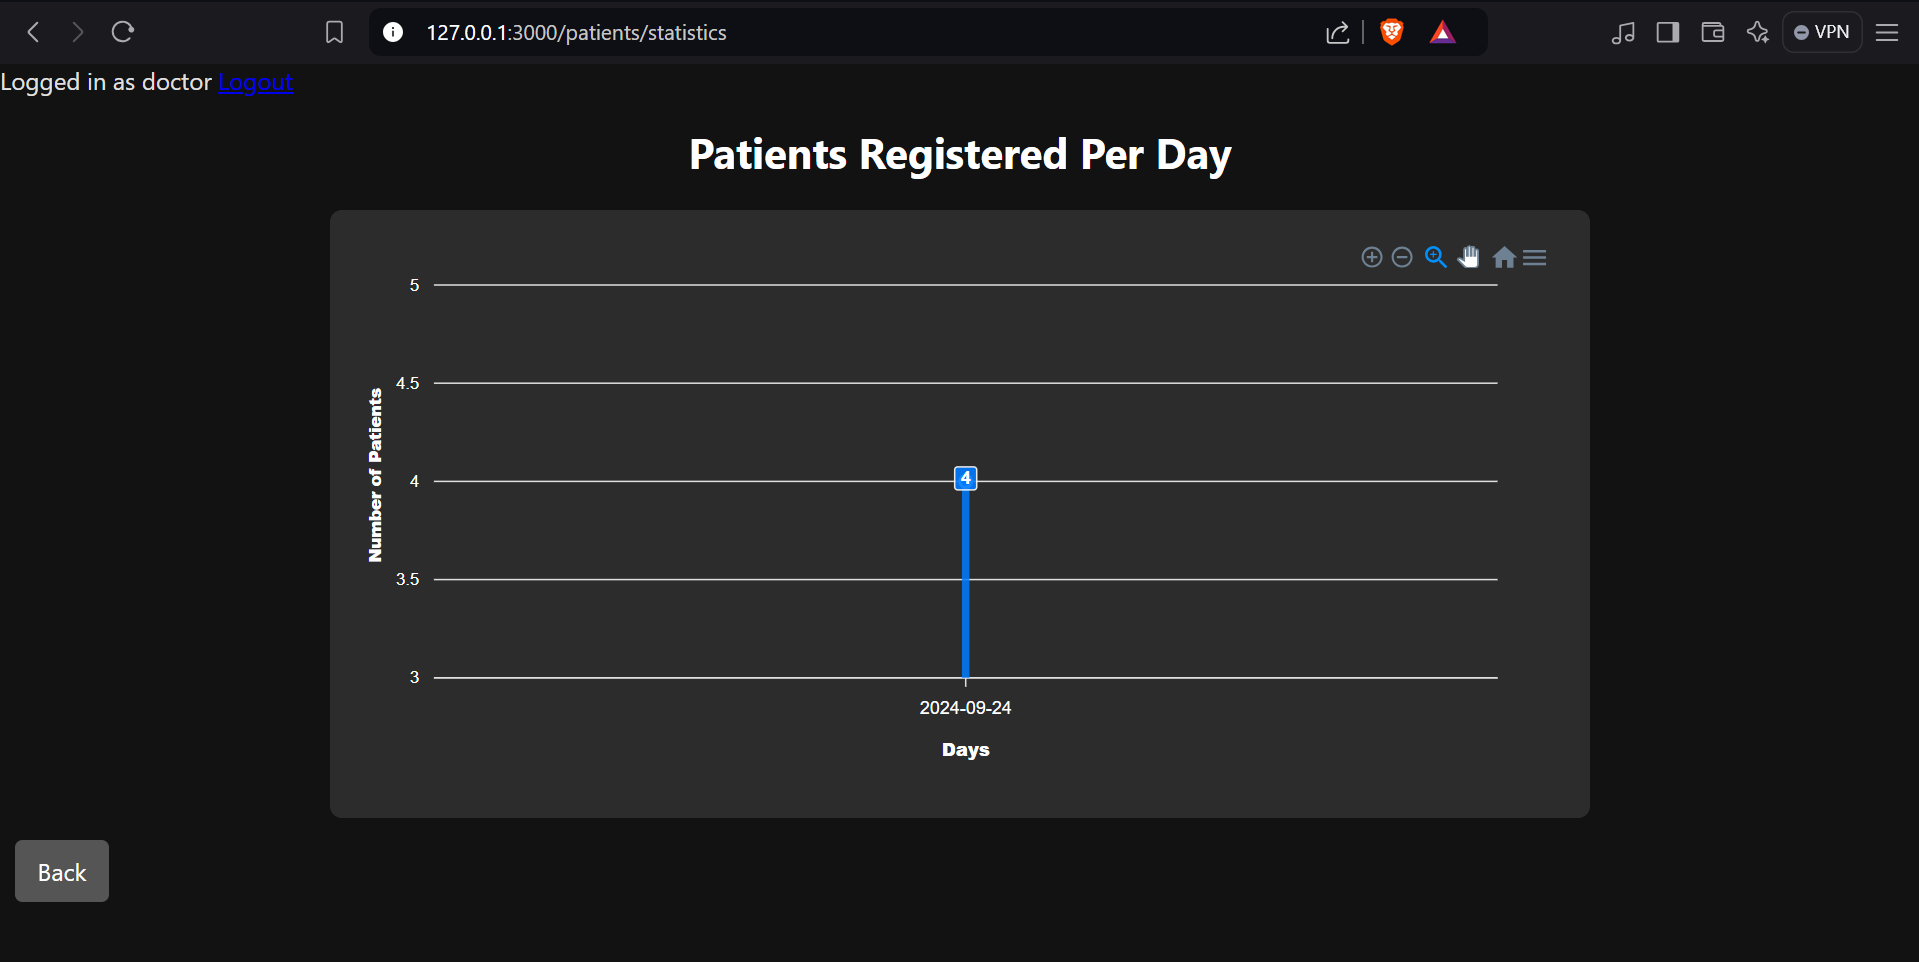 127.0.0.1:3000/patients/statistics
VPN
Logged in as doctor Logout
Patients Registered Per Day
5
4.5
4
3.5
3
Number of Patients
4
2024-09-24
Days
Back